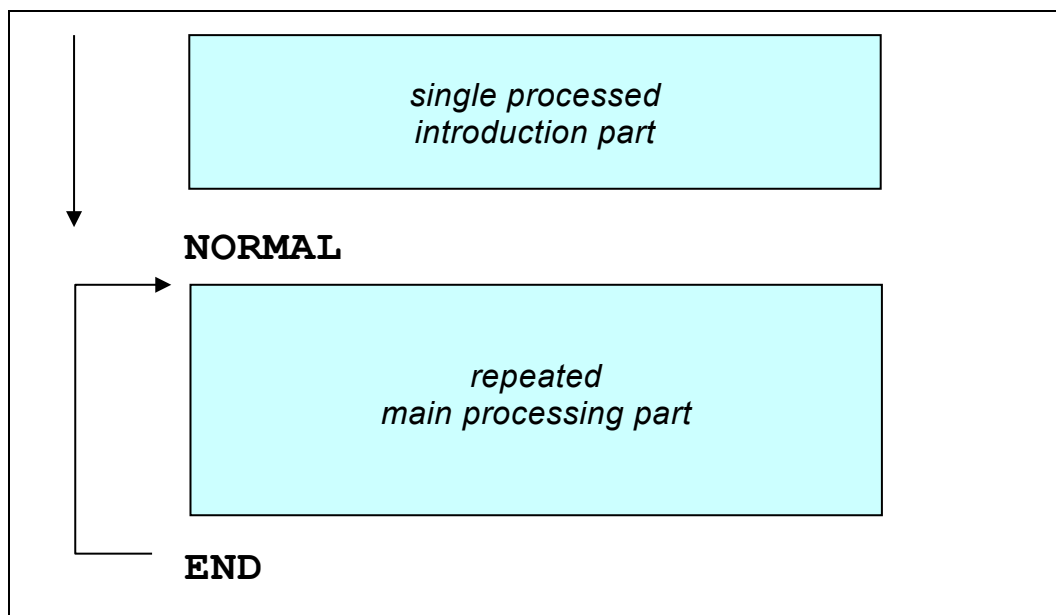 single processed
introduction part
NORMAL
repeated
main processing part
END